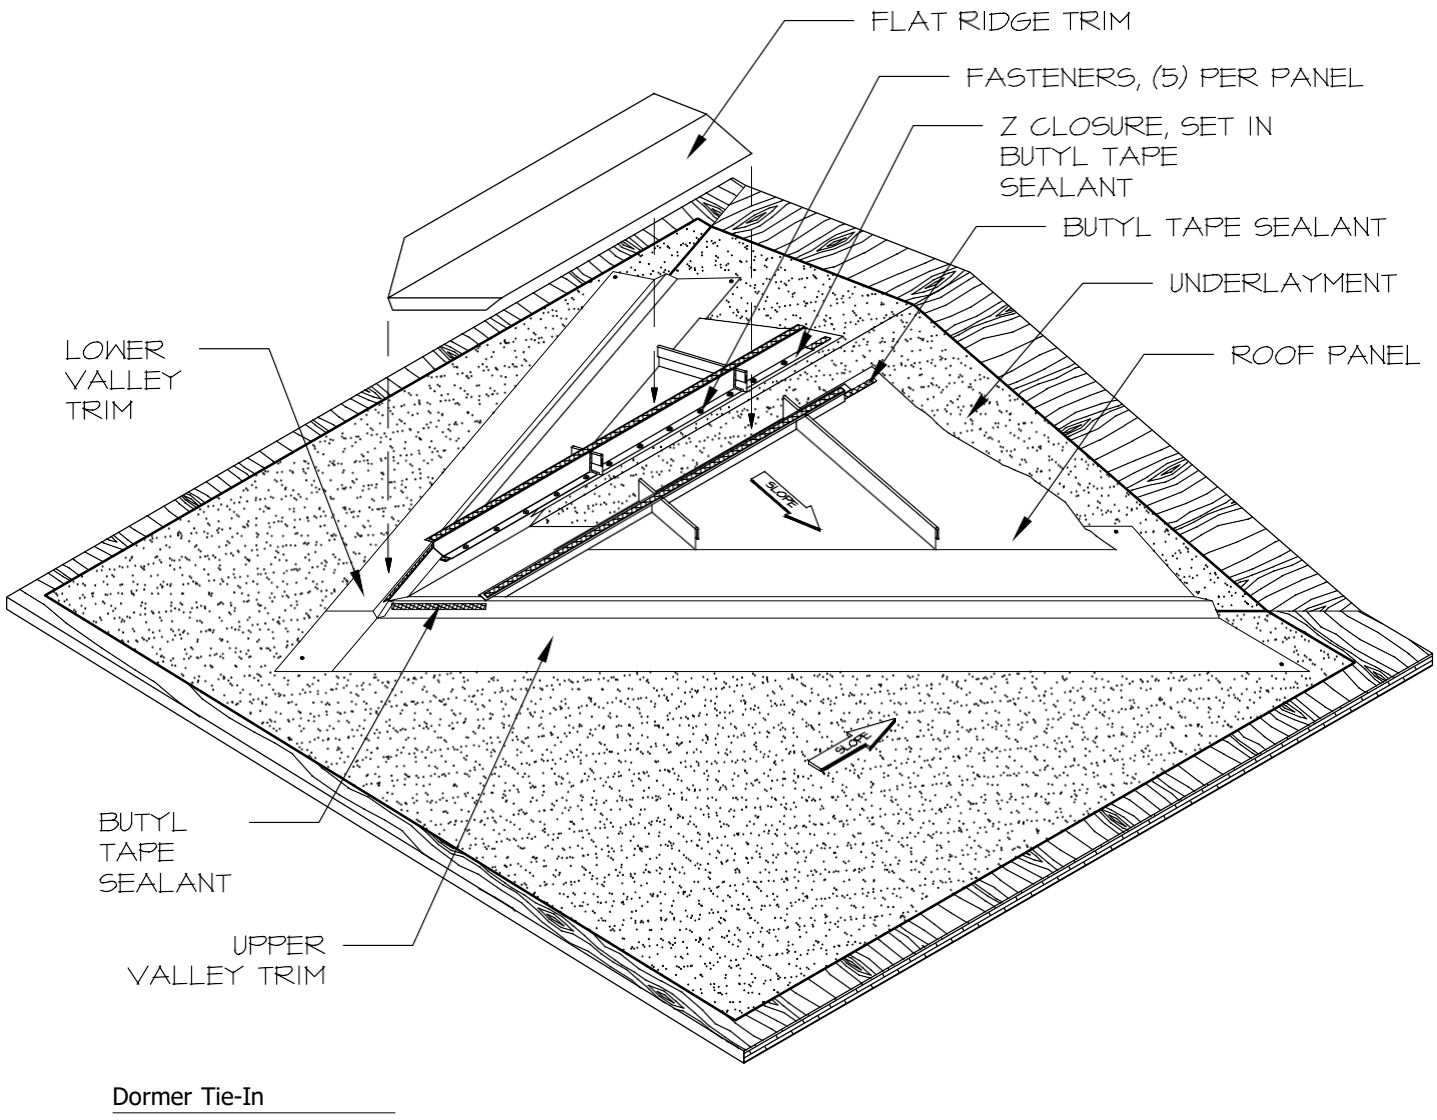 FLAT RIDGE TRIM
FASTENERS, (5) PER PANEL
Z CLOSURE, SET IN
BUTYL TAPE
SEALANT
BUTYL TAPE SEALANT
UNDERLAYMENT
ROOF PANEL
LOWER
VALLEY
TRIM
SLOPE
SLOPE
BUTYL
TAPE
SEALANT
UPPER
VALLEY TRIM
Dormer Tie-In